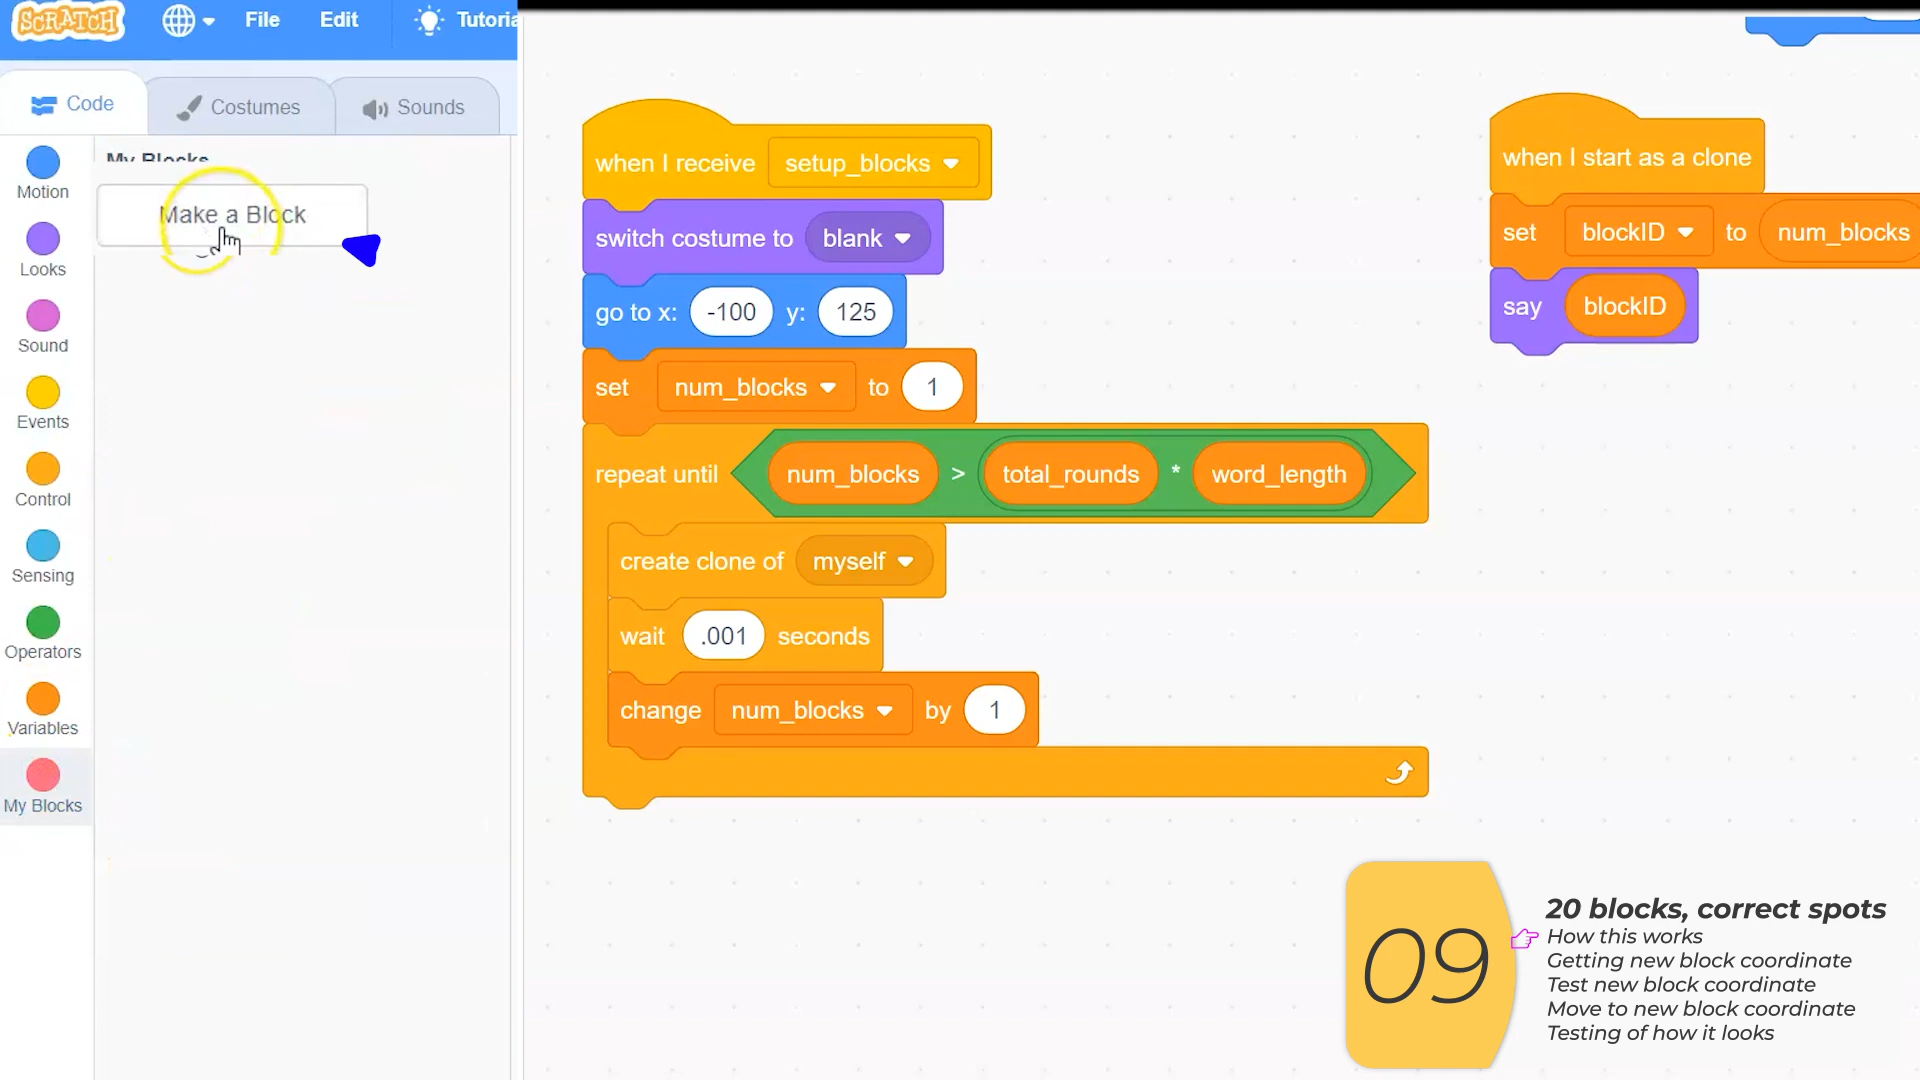 SCRATCH
File
Edit
Tutoria
Code
Costumes
Sounds
Motion
Looks
Sound
Events
Control
Sensing
Operators
Variables
My Blocks
My Blocks
Make a Block
when I receive setup_blocks
switch costume to blank
go to x: -100 y: 125
set num_blocks to 1
repeat until num_blocks > total_rounds * word_length
create clone of myself
wait .001 seconds
change num_blocks by 1
when I start as a clone
set blockID to num_blocks
say blockID
09
20 blocks, correct spots
How this works
Getting new block coordinate
Test new block coordinate
Move to new block coordinate
Testing of how it looks